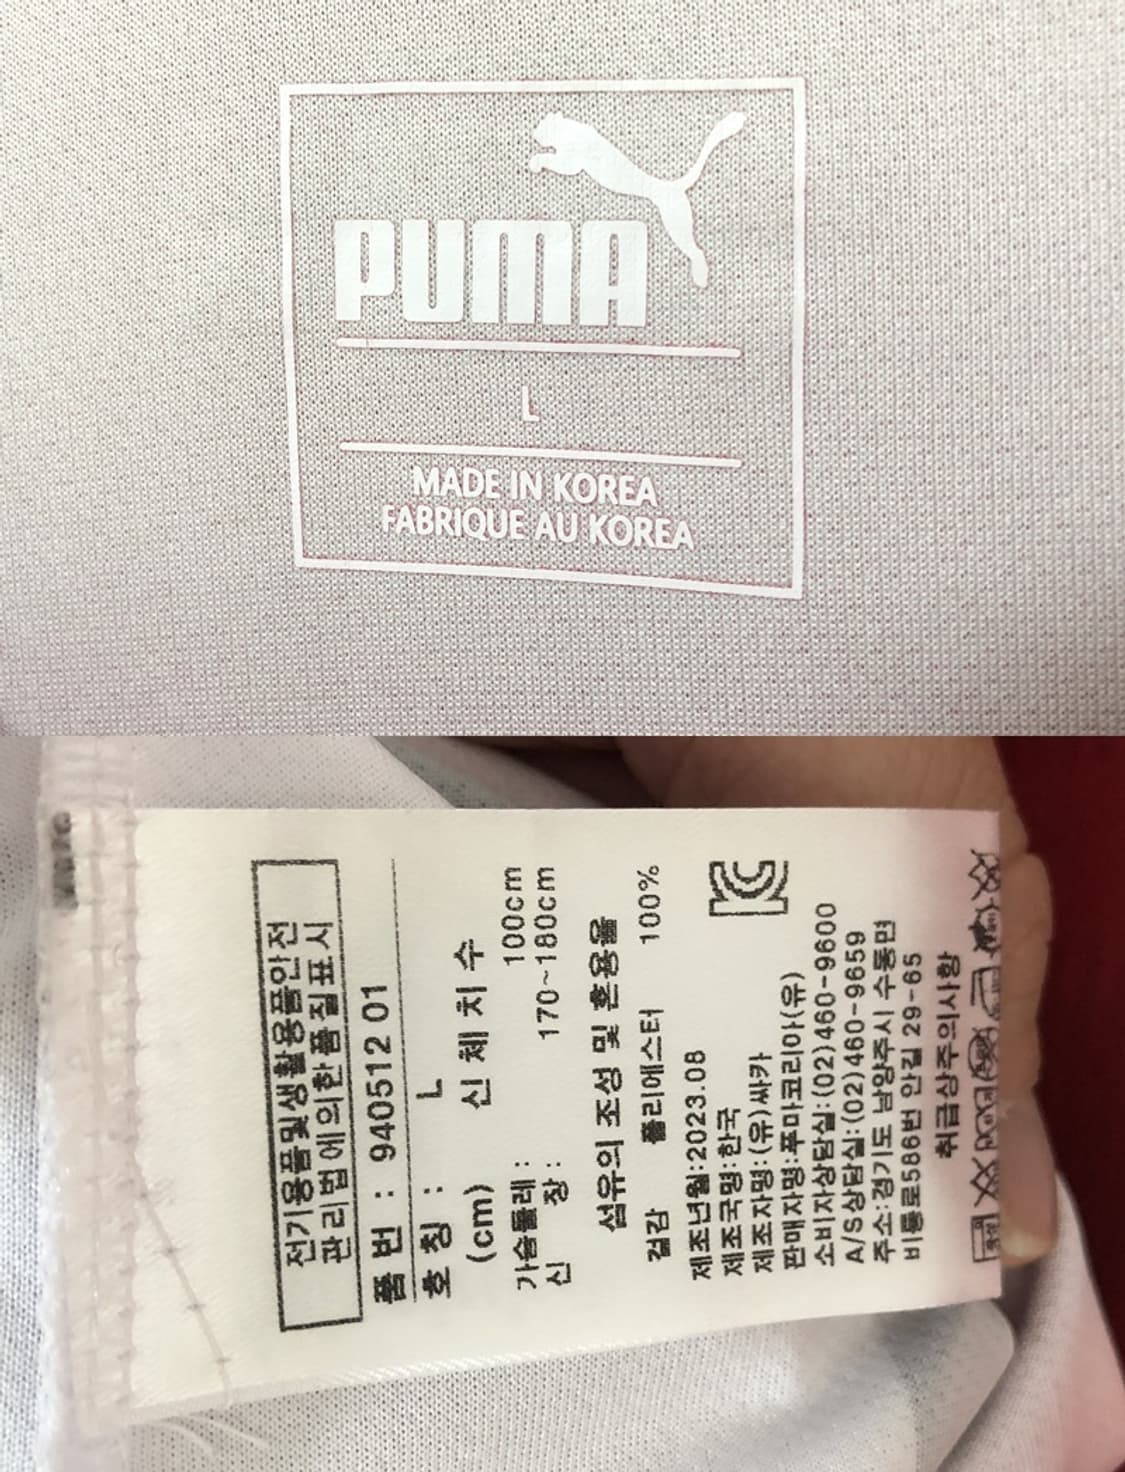 PUMA
L
MADE IN KOREA
FABRIQUE AU KOREA
전기용품및생활용품안전
관리법에의한품질표시
품 번 : 940512 01
호 칭 : L
(cm) 신 체 치 수
가슴둘레 : 100cm
신 장 : 170~180cm
섬유의 조성 및 혼용율
겉감 폴리에스터 100%
제조년월:2023.08
제조국명:한국
제조자명:(유)싸카
판매자명:푸마코리아(유)
소비자상담실:(02)460-9600
A/S상담실:(02)460-9659
주소:경기도 남양주시 수동면
비룡로586번 안길 29-65
취급상주의사항